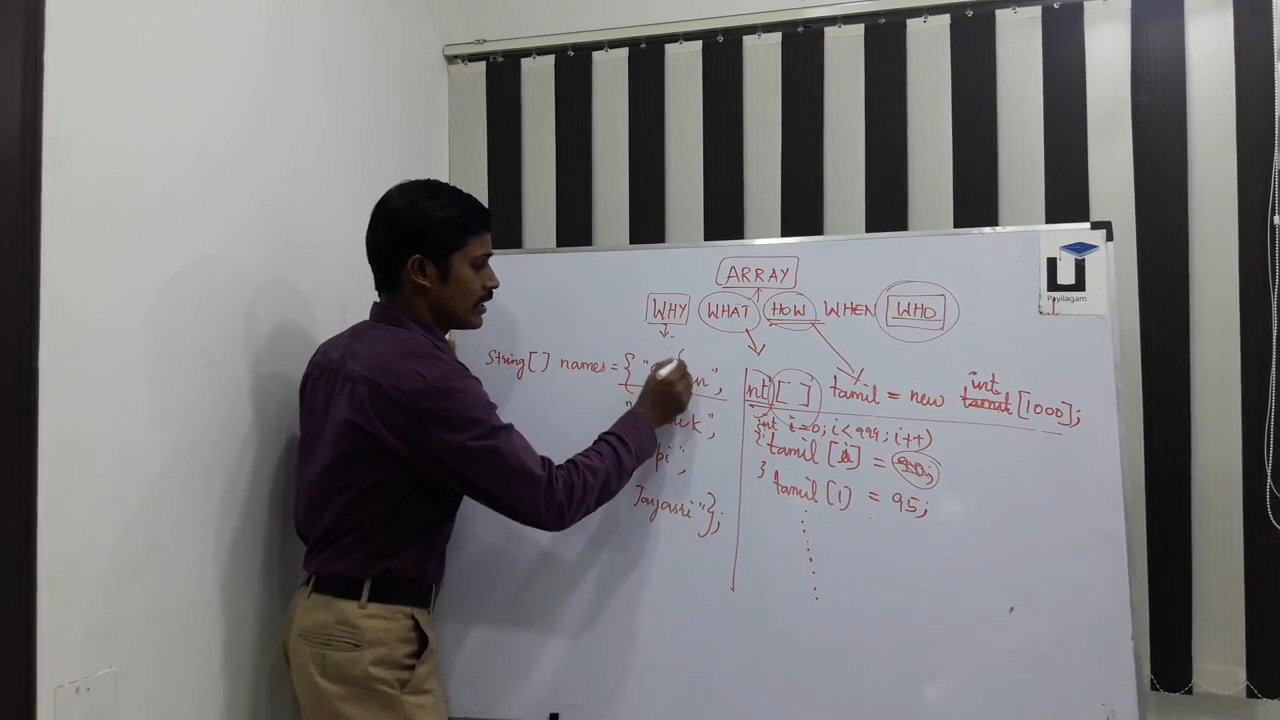 ARRAY
WHY WHAT HOW WHEN WHO
Payilagam
String[] names = { "
int [ ] tamil = new int [1000];
int i=0; i<999; i++)
{ tamil [i] =
}
tamil [1] = 95;
Jayasri"};